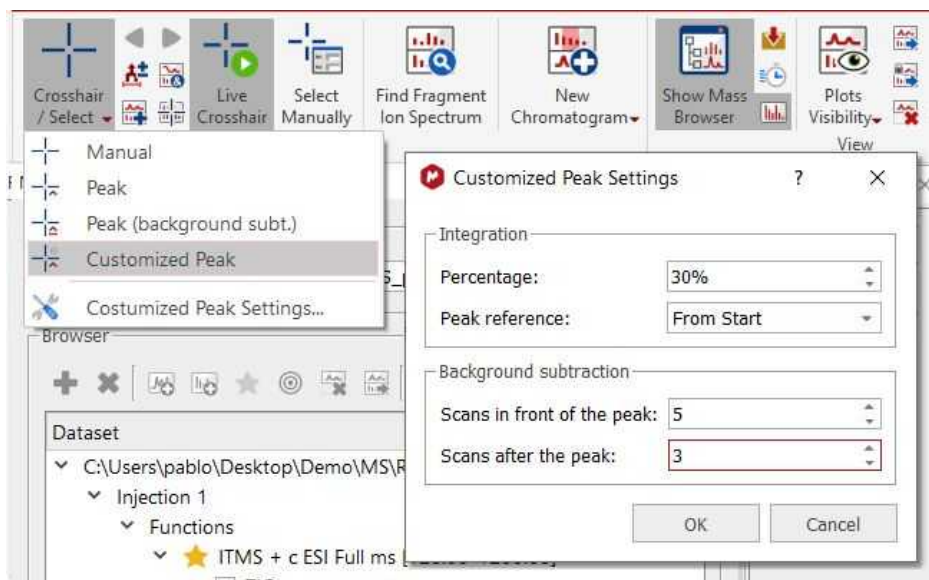 Crosshair / Select
Live Crosshair
Select Manually
Find Fragment Ion Spectrum
New Chromatogram
Show Mass Browser
Plots Visibility
View
Manual
Peak
Peak (background subt.)
Customized Peak
Costumized Peak Settings...
Customized Peak Settings
?
Integration
Percentage: 30%
Peak reference: From Start
Background subtraction
Scans in front of the peak: 5
Scans after the peak: 3
OK Cancel
Browser
Dataset
C:\Users\pablo\Desktop\Demo\MS\R
Injection 1
Functions
ITMS + c ESI Full ms